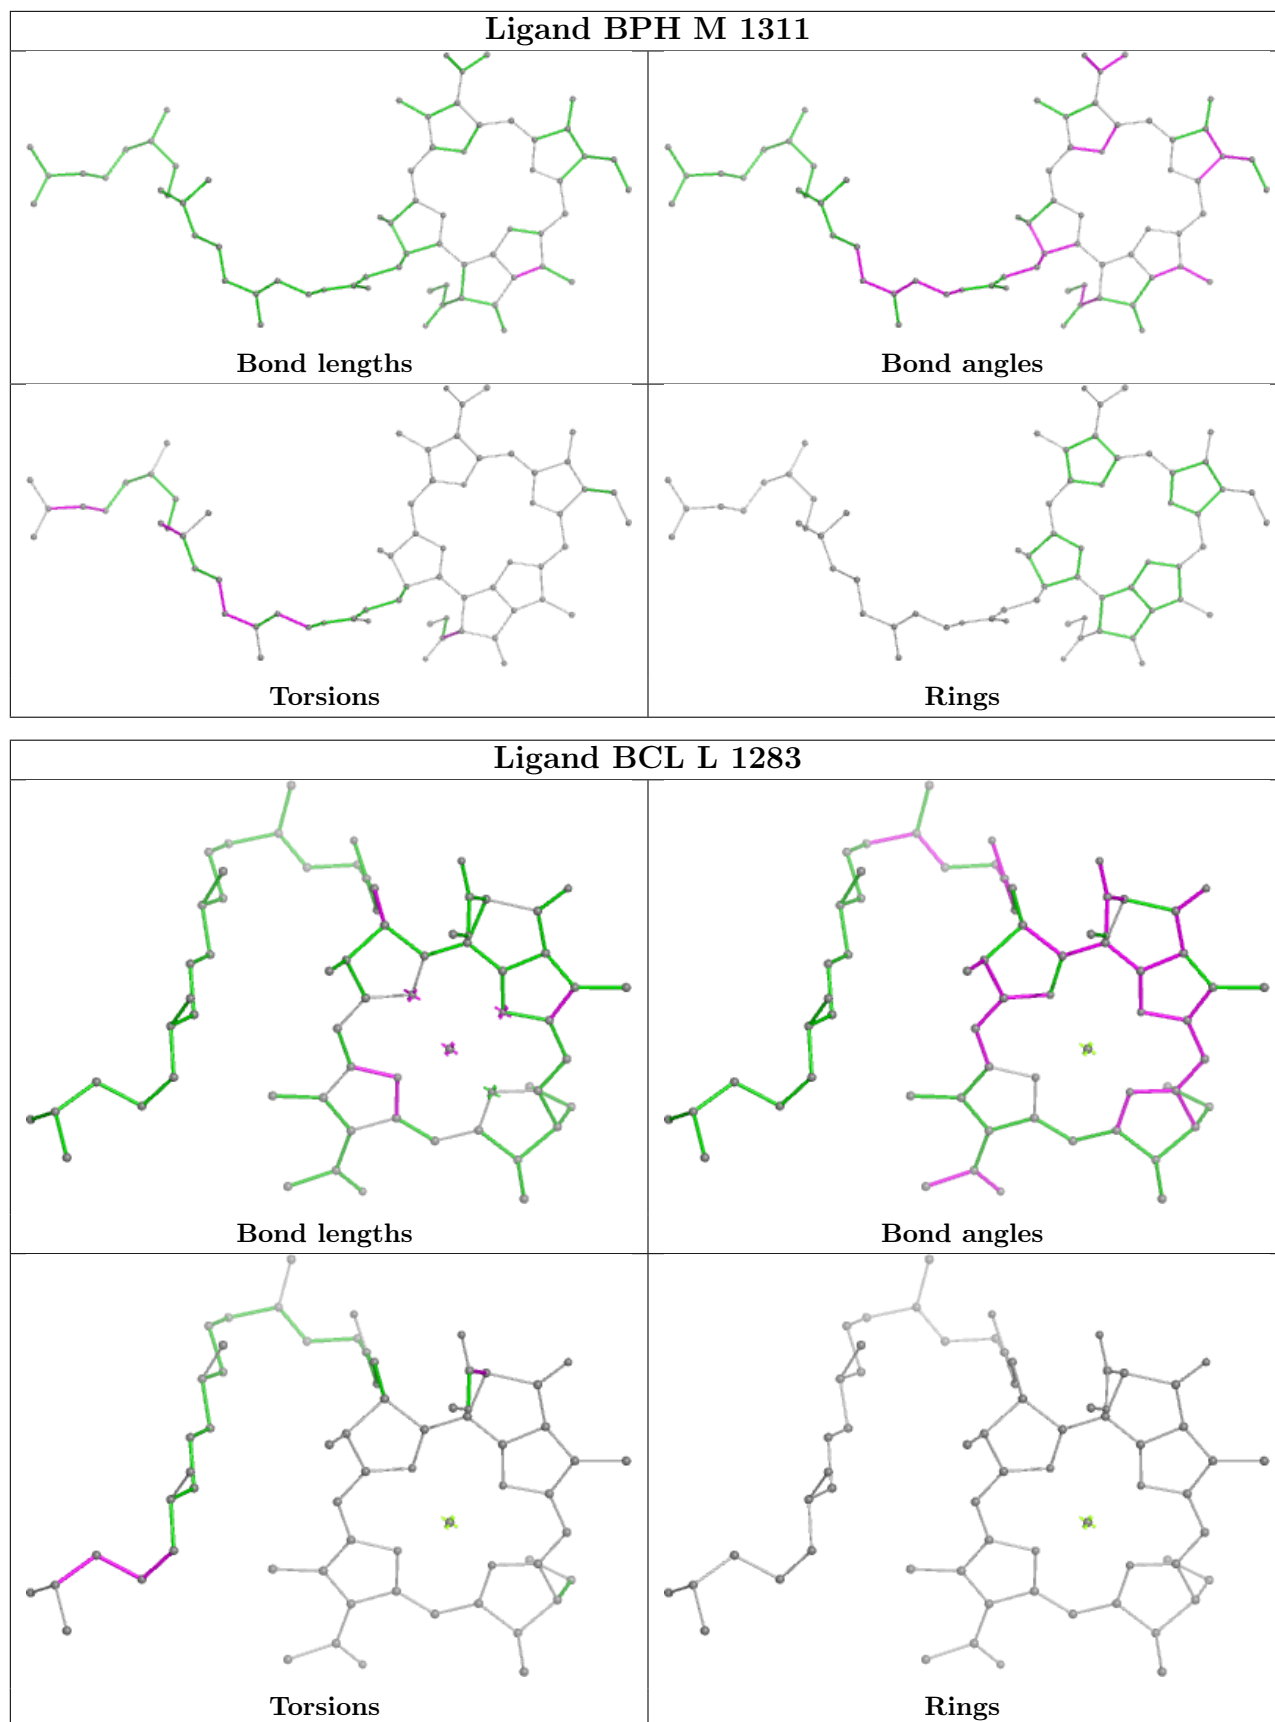 Ligand BPH M 1311
Bond lengths
Bond angles
Torsions
Rings
Ligand BCL L 1283
Bond lengths
Bond angles
Torsions
Rings